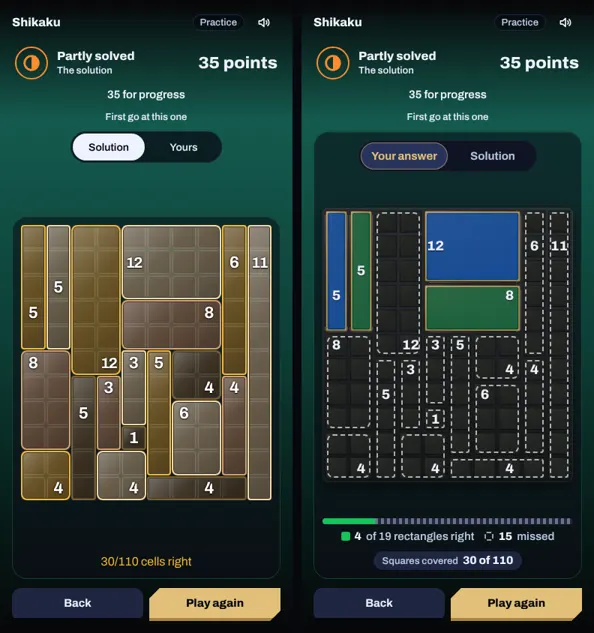 Shikaku
Practice
Partly solved
The solution
35 points
35 for progress
First go at this one
Solution
Yours
12
6
11
5
5
8
8
12
3
5
3
4
4
5
6
1
4
4
4
30/110 cells right
Back
Play again
Shikaku
Practice
Partly solved
The solution
35 points
35 for progress
First go at this one
Your answer
Solution
12
6
11
5
5
8
8
12
3
5
3
4
4
5
6
1
4
4
4
4 of 19 rectangles right
15 missed
Squares covered 30 of 110
Back
Play again